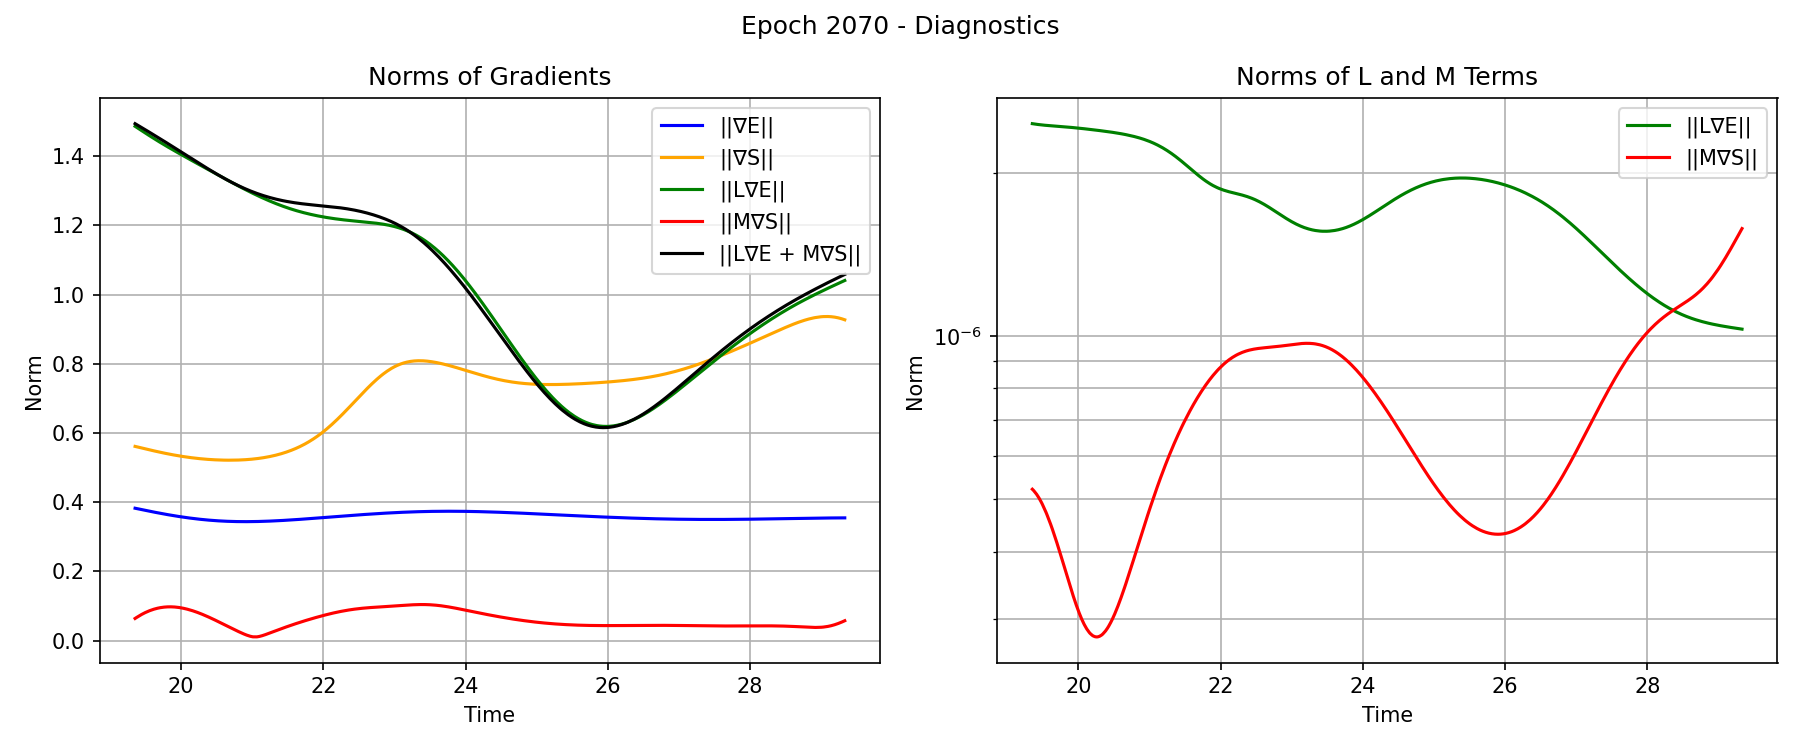 Epoch 2070 - Diagnostics
Norms of Gradients
Norm
1.4
1.2
1.0
0.8
0.6
0.4
0.2
0.0
20
22
24
26
28
Time
||∇E||
||∇S||
||L∇E||
||M∇S||
||L∇E + M∇S||
Norms of L and M Terms
Norm
10⁻⁶
20
22
24
26
28
Time
||L∇E||
||M∇S||